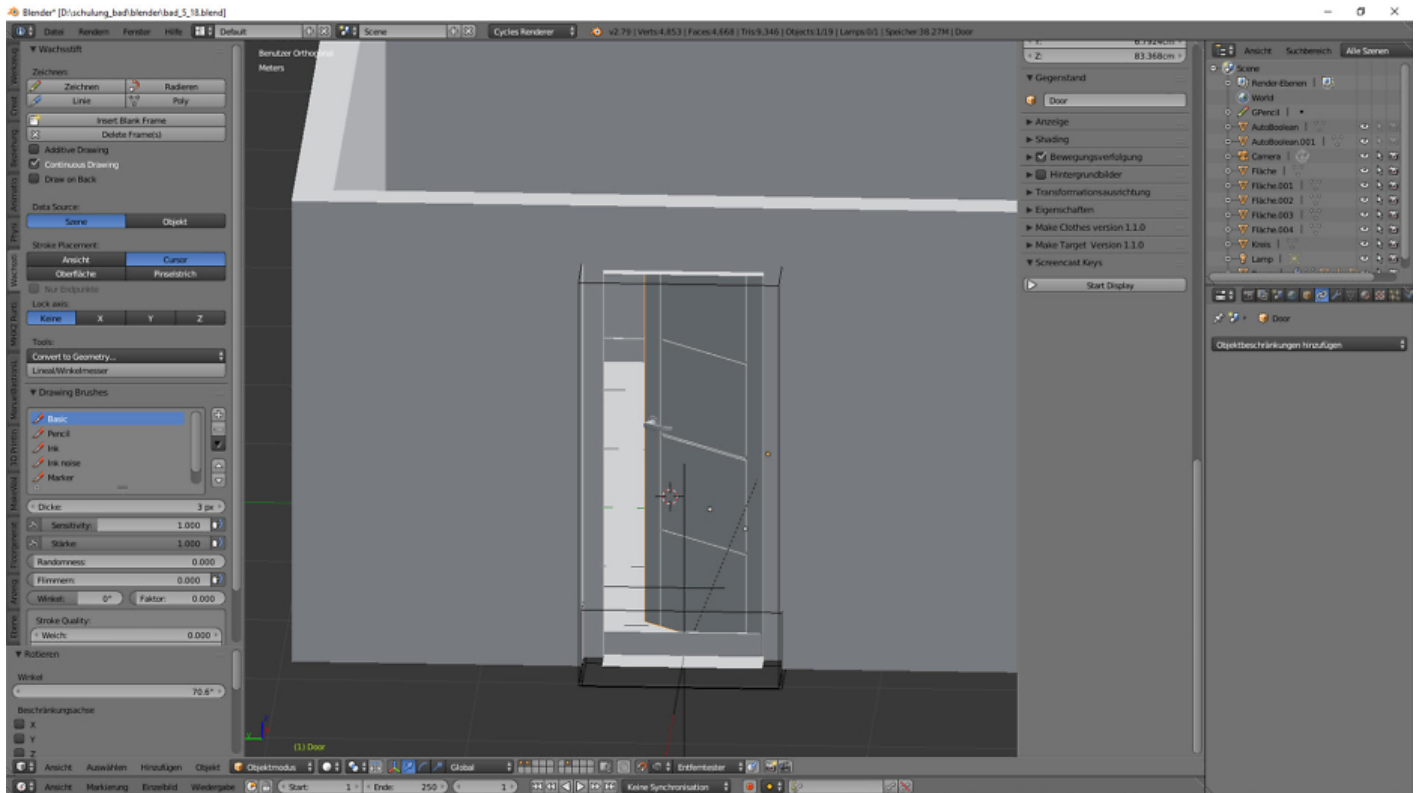 Blender* [D:\schulung_bad\blender\bad_5_18.blend]
Datei Rendern Fenster Hilfe Default Scene Cycles Renderer v2.79 | Verts:4,853 | Faces:4,668 | Tris:9,346 | Objects:1/19 | Lamps:0/1 | Speicher:38.27M | Door
Wachsstift
Zeichnen:
Zeichnen Radieren
Linie Poly
Insert Blank Frame
Delete Frame(s)
Additive Drawing
Continuous Drawing
Draw on Back
Data Source:
Szene Objekt
Stroke Placement:
Ansicht Cursor
Oberfläche Pinselstrich
Nur Endpunkte
Lock axis:
Keine X Y Z
Tools:
Convert to Geometry...
Lineal/Winkelmesser
Drawing Brushes
Basic
Pencil
Ink
Ink noise
Marker
Dicke: 3 px
Sensitivity: 1.000
Stärke: 1.000
Randomness: 0.000
Flimmern: 0.000
Winkel: 0° Faktor: 0.000
Stroke Quality:
Weich: 0.000
Rotieren
Winkel
70.6°
Beschränkungsachse
X
Y
Z
Benutzer Orthogo
Meters
(1) Door
Z: 83.368cm
Gegenstand
Door
Anzeige
Shading
Bewegungsverfolgung
Hintergrundbilder
Transformationsausrichtung
Eigenschaften
Make Clothes version 1.1.0
Make Target Version 1.1.0
Screencast Keys
Start Display
Ansicht Suchbereich Alle Szenen
Scene
Render-Ebenen
World
GPencil
AutoBoolean
AutoBoolean.001
Camera
Fläche
Fläche.001
Fläche.002
Fläche.003
Fläche.004
Kreis
Lamp
Door
Objektbeschränkungen hinzufügen
Ansicht Auswählen Hinzufügen Objekt Objektmodus Global Entferntester
Ansicht Markierung Einzelbild Wiedergabe Start: 1 Ende: 250 1 Keine Synchronisation